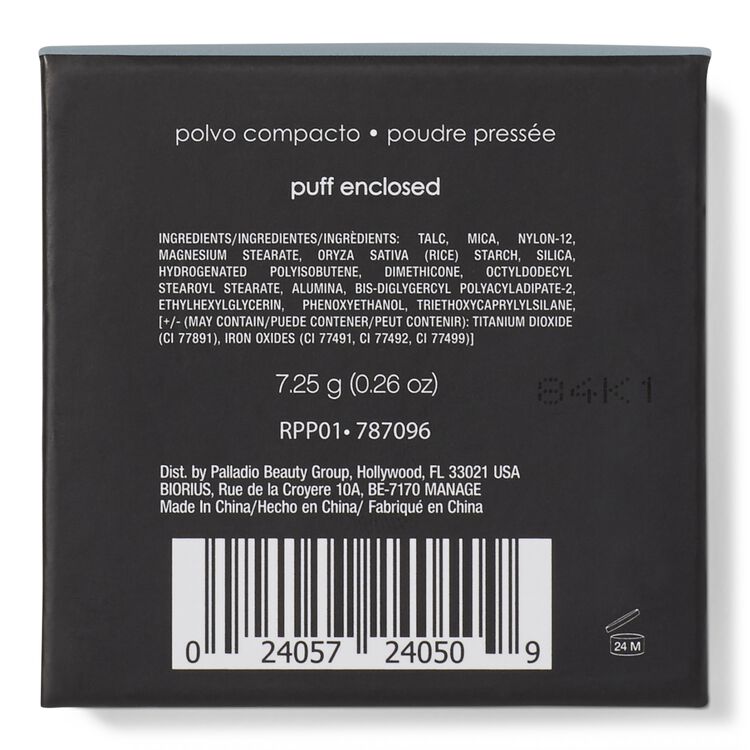 polvo compacto • poudre pressée
puff enclosed
INGREDIENTS/INGREDIENTES/INGRÈDIENTS: TALC, MICA, NYLON-12,
MAGNESIUM STEARATE, ORYZA SATIVA (RICE) STARCH, SILICA,
HYDROGENATED POLYISOBUTENE, DIMETHICONE, OCTYLDODECYL
STEAROYL STEARATE, ALUMINA, BIS-DIGLYGERCYL POLYACYLADIPATE-2,
ETHYLHEXYLGLYCERIN, PHENOXYETHANOL, TRIETHOXYCAPRYLYLSILANE,
[+/- (MAY CONTAIN/PUEDE CONTENER/PEUT CONTENIR): TITANIUM DIOXIDE
(CI 77891), IRON OXIDES (CI 77491, CI 77492, CI 77499)]
7.25 g (0.26 oz)
84K1
RPP01• 787096
Dist. by Palladio Beauty Group, Hollywood, FL 33021 USA
BIORIUS, Rue de la Croyere 10A, BE-7170 MANAGE
Made In China/Hecho en China/ Fabriqué en China
0 24057 24050 9
24 M